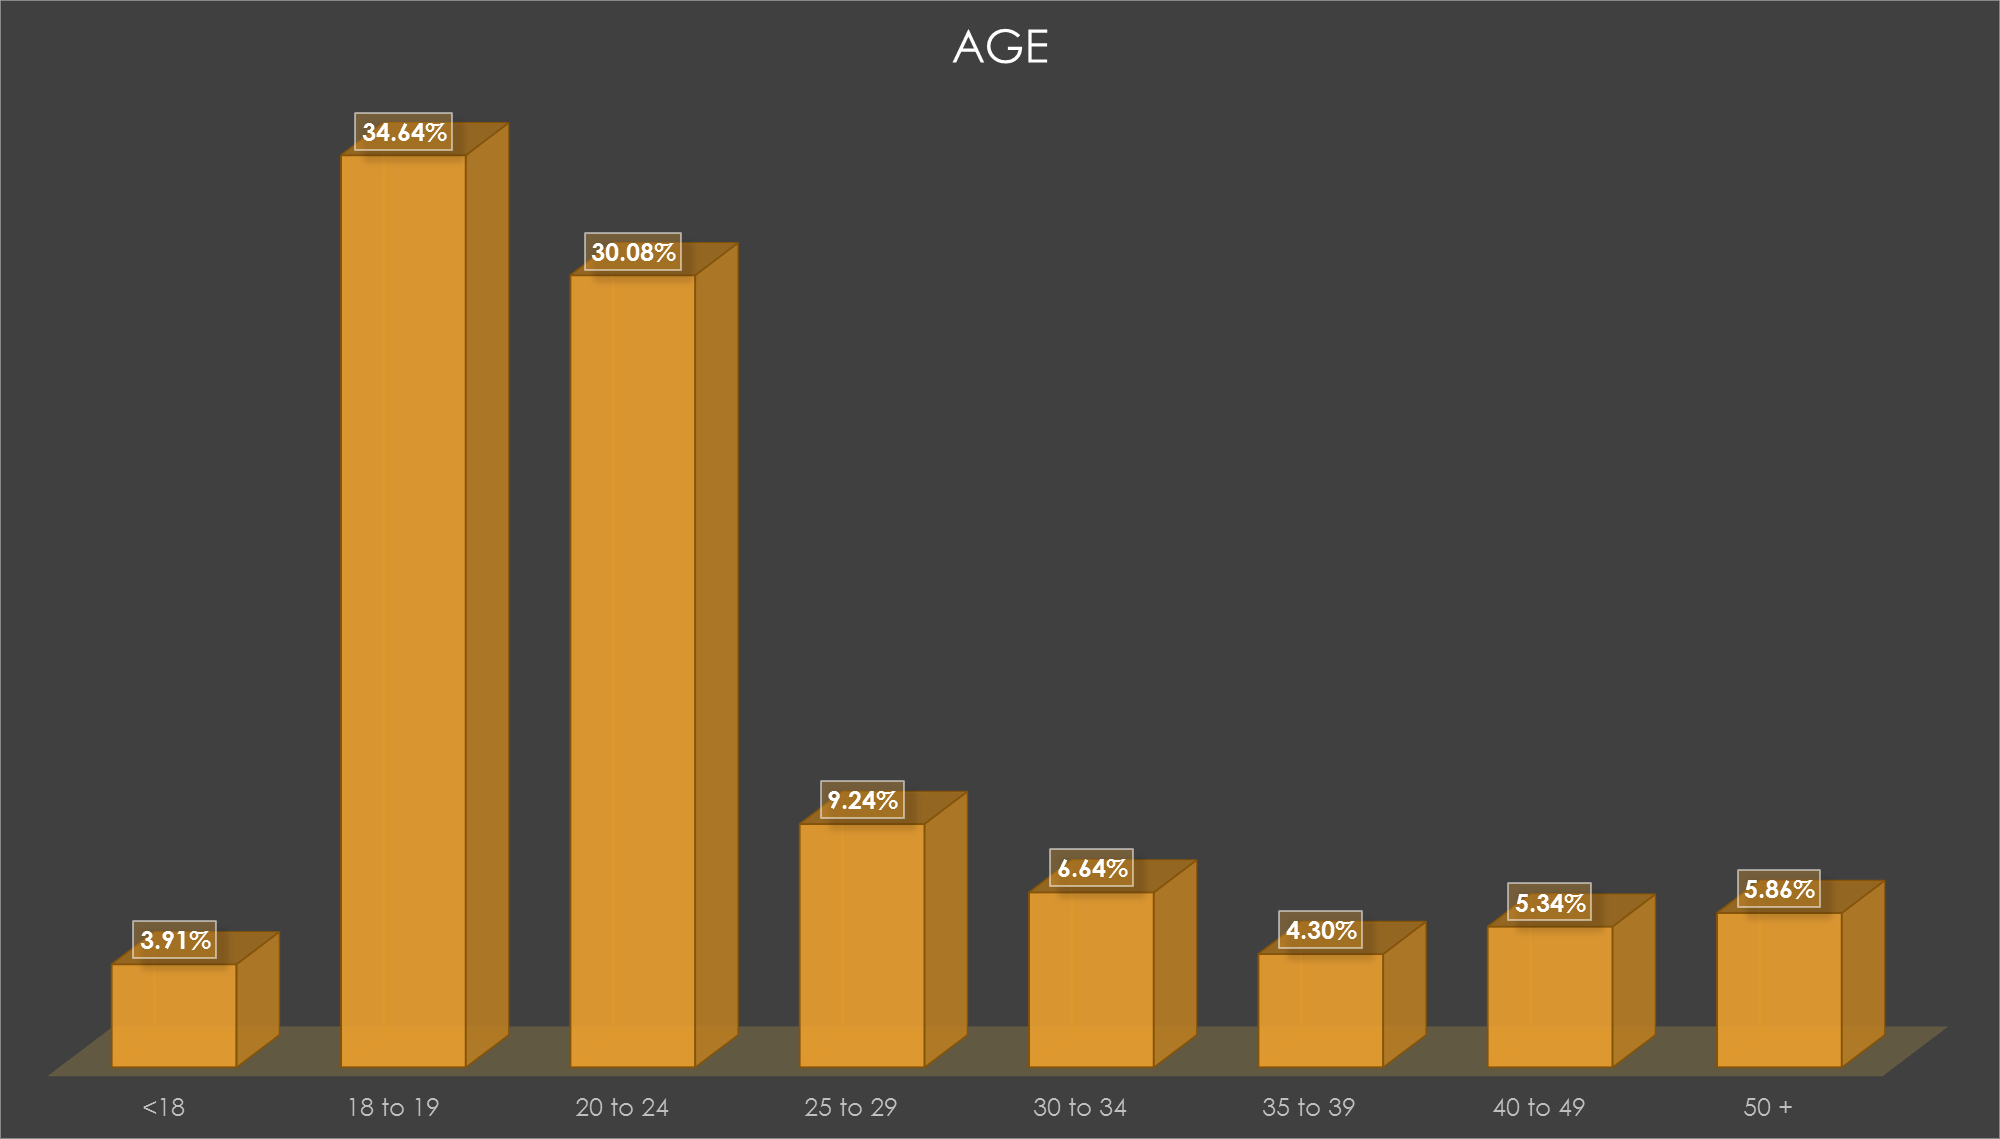 AGE
34.64%
30.08%
9.24%
6.64%
5.86%
5.34%
4.30%
3.91%
<18
18 to 19
20 to 24
25 to 29
30 to 34
35 to 39
40 to 49
50 +